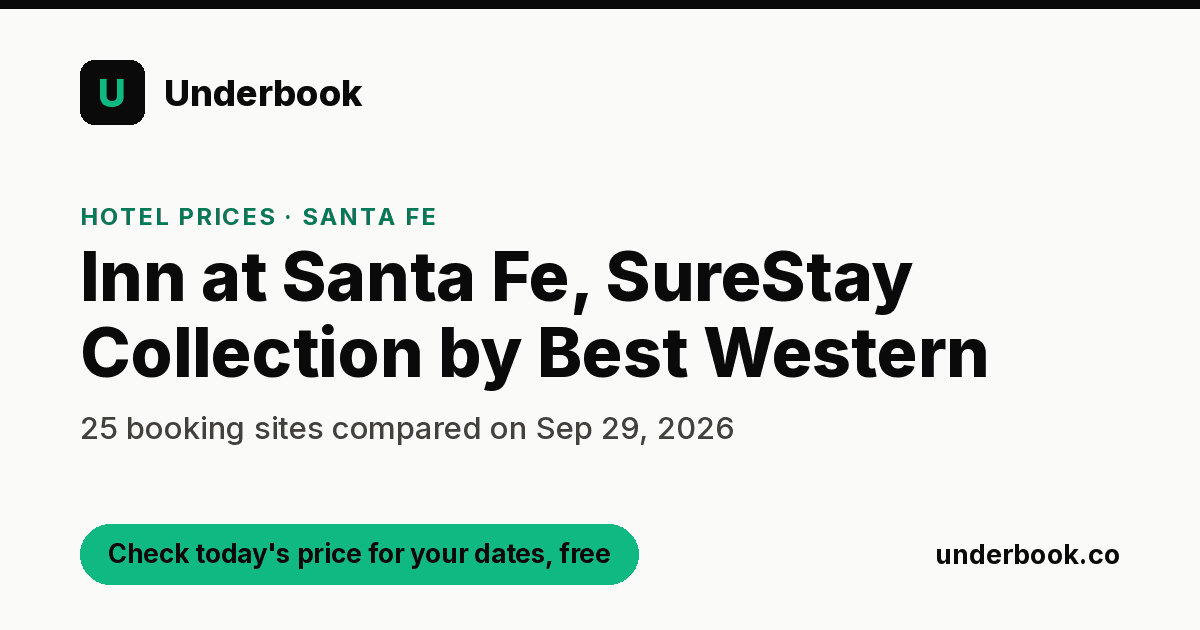 U
Underbook
HOTEL PRICES · SANTA FE
Inn at Santa Fe, SureStay
Collection by Best Western
25 booking sites compared on Sep 29, 2026
Check today's price for your dates, free
underbook.co